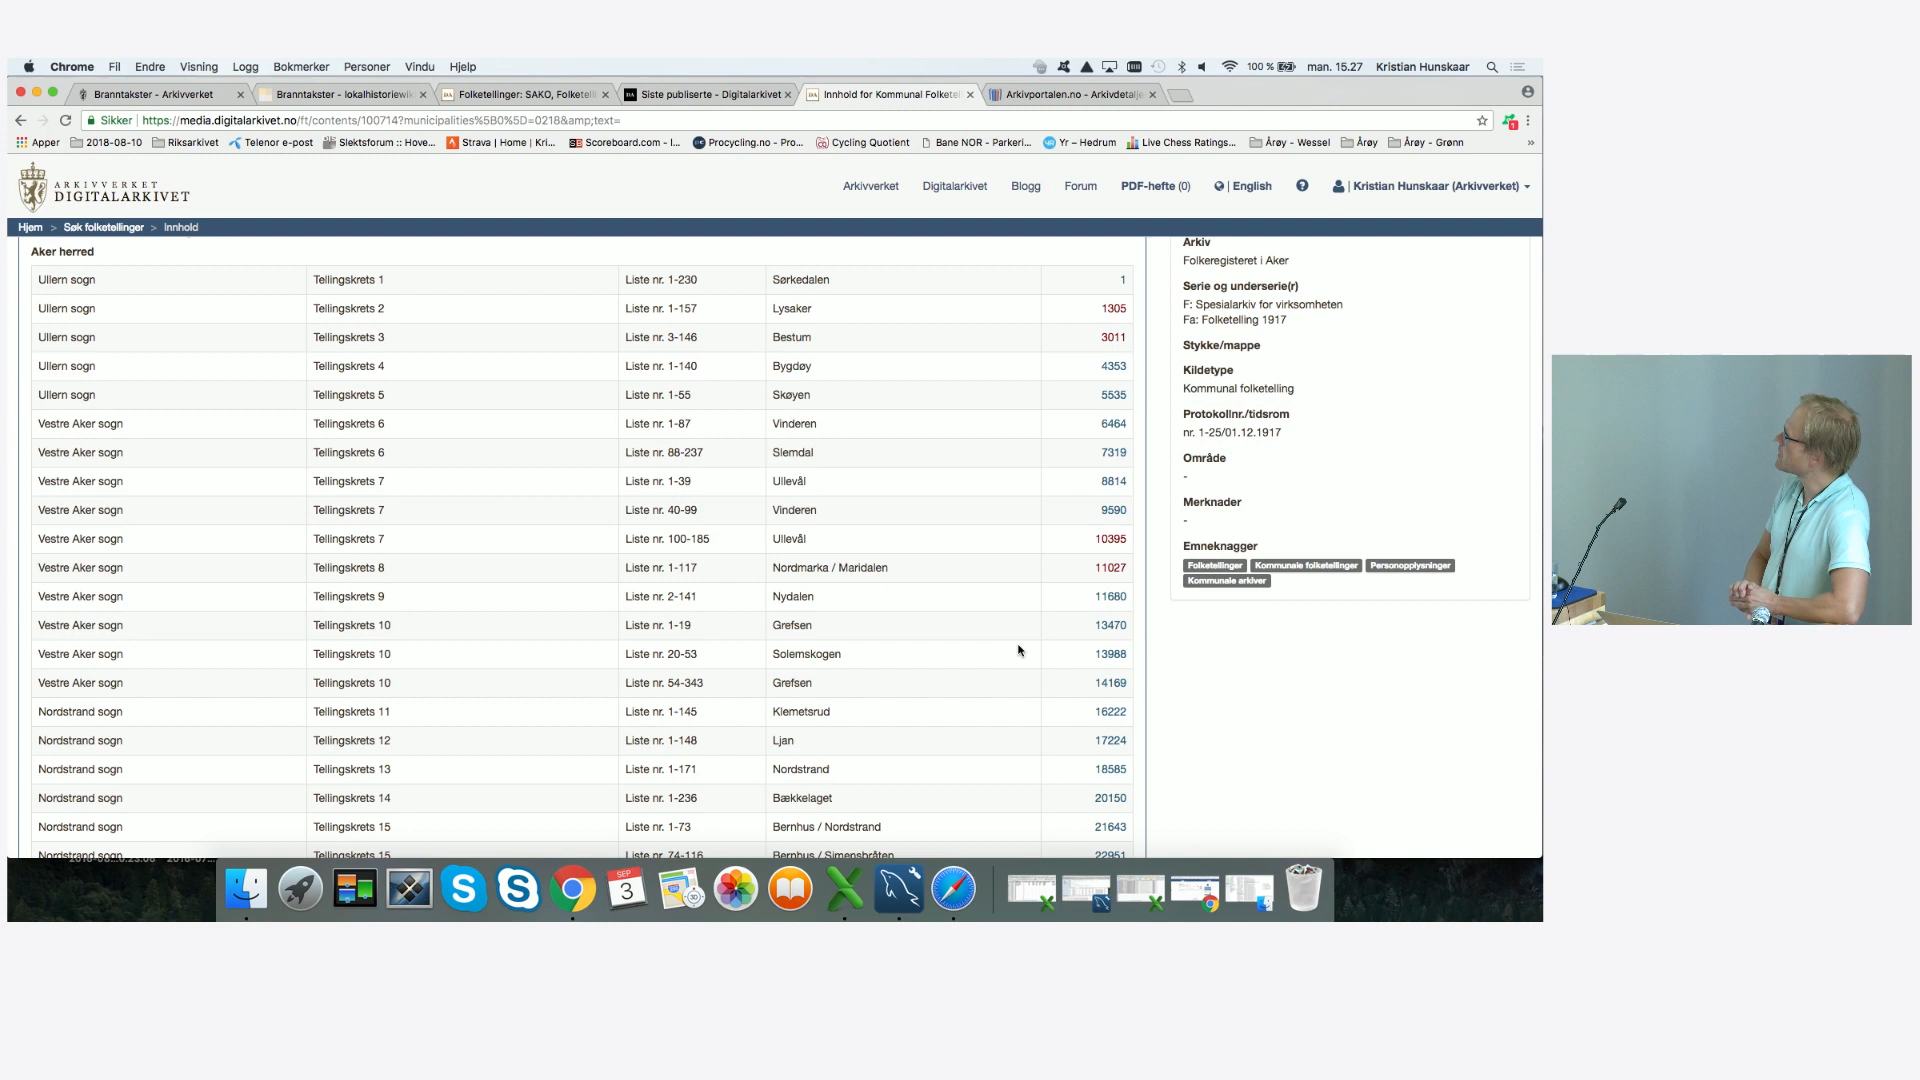 Chrome Fil Endre Visning Logg Bokmerker Personer Vindu Hjelp 100 % man. 15.27 Kristian Hunskaar
Branntakster - Arkivverket Branntakster - lokalhistoriewik Folketellinger: SAKO, Folketelli Siste publiserte - Digitalarkivet Innhold for Kommunal Folketel Arkivportalen.no - Arkivdetalje
Sikker https://media.digitalarkivet.no/ft/contents/100714?municipalities%5B0%5D=0218&amp;text=
Apper 2018-08-10 Riksarkivet Telenor e-post Slektsforum :: Hove... Strava | Home | Kri... Scoreboard.com - l... Procycling.no - Pro... Cycling Quotient Bane NOR - Parkeri... Yr – Hedrum Live Chess Ratings... Årøy - Wessel Årøy Årøy - Grønn »
ARKIVVERKET
DIGITALARKIVET
Arkivverket Digitalarkivet Blogg Forum PDF-hefte (0) | English | Kristian Hunskaar (Arkivverket)
Hjem > Søk folketellinger > Innhold
Aker herred
Ullern sogn Tellingskrets 1 Liste nr. 1-230 Sørkedalen 1
Ullern sogn Tellingskrets 2 Liste nr. 1-157 Lysaker 1305
Ullern sogn Tellingskrets 3 Liste nr. 3-146 Bestum 3011
Ullern sogn Tellingskrets 4 Liste nr. 1-140 Bygdøy 4353
Ullern sogn Tellingskrets 5 Liste nr. 1-55 Skøyen 5535
Vestre Aker sogn Tellingskrets 6 Liste nr. 1-87 Vinderen 6464
Vestre Aker sogn Tellingskrets 6 Liste nr. 88-237 Slemdal 7319
Vestre Aker sogn Tellingskrets 7 Liste nr. 1-39 Ullevål 8814
Vestre Aker sogn Tellingskrets 7 Liste nr. 40-99 Vinderen 9590
Vestre Aker sogn Tellingskrets 7 Liste nr. 100-185 Ullevål 10395
Vestre Aker sogn Tellingskrets 8 Liste nr. 1-117 Nordmarka / Maridalen 11027
Vestre Aker sogn Tellingskrets 9 Liste nr. 2-141 Nydalen 11680
Vestre Aker sogn Tellingskrets 10 Liste nr. 1-19 Grefsen 13470
Vestre Aker sogn Tellingskrets 10 Liste nr. 20-53 Solemskogen 13988
Vestre Aker sogn Tellingskrets 10 Liste nr. 54-343 Grefsen 14169
Nordstrand sogn Tellingskrets 11 Liste nr. 1-145 Klemetsrud 16222
Nordstrand sogn Tellingskrets 12 Liste nr. 1-148 Ljan 17224
Nordstrand sogn Tellingskrets 13 Liste nr. 1-171 Nordstrand 18585
Nordstrand sogn Tellingskrets 14 Liste nr. 1-236 Bækkelaget 20150
Nordstrand sogn Tellingskrets 15 Liste nr. 1-73 Bernhus / Nordstrand 21643
Nordstrand sogn Tellingskrets 15 Liste nr. 74-116 Bernhus / Simensbråten 22951
Arkiv
Folkeregisteret i Aker
Serie og underserie(r)
F: Spesialarkiv for virksomheten
Fa: Folketelling 1917
Stykke/mappe
Kildetype
Kommunal folketelling
Protokollnr./tidsrom
nr. 1-25/01.12.1917
Område
-
Merknader
-
Emneknagger
Folketellinger Kommunale folketellinger Personopplysninger
Kommunale arkiver
SEP
3